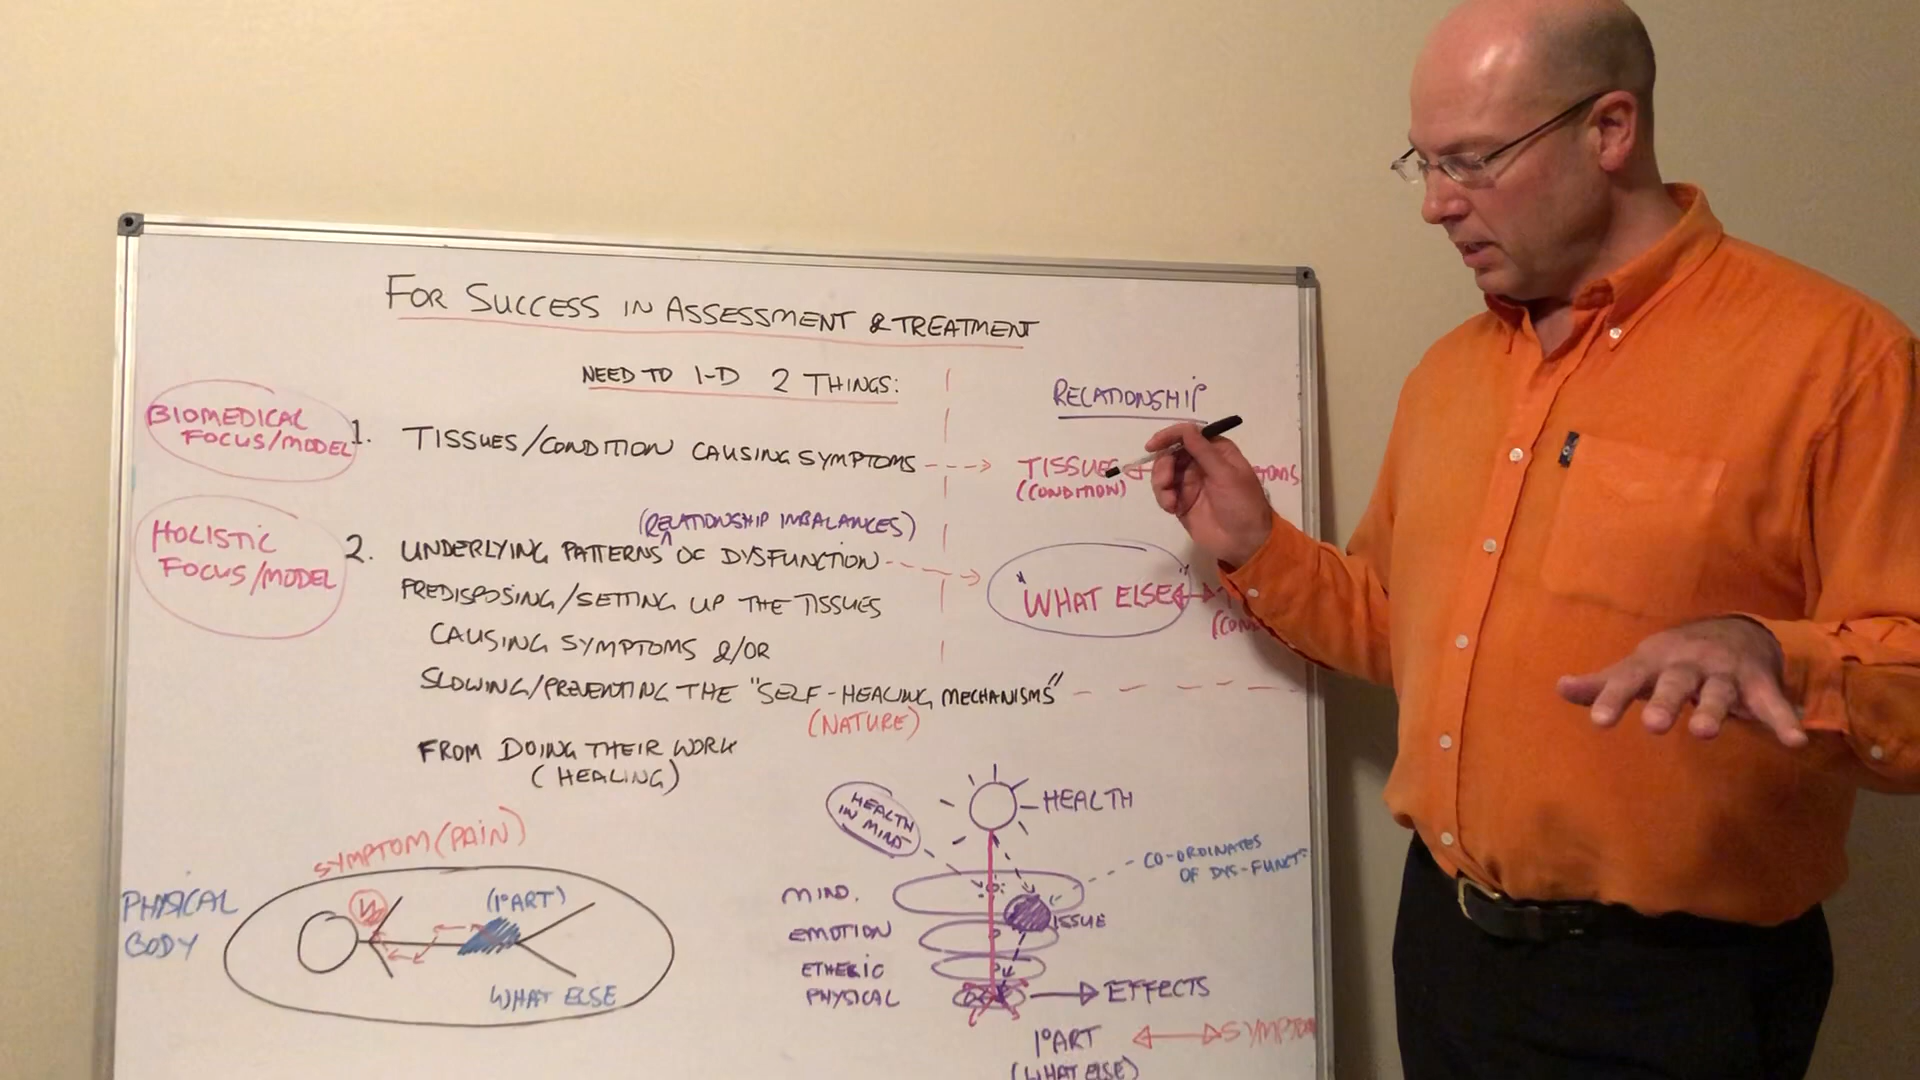 FOR SUCCESS IN ASSESSMENT & TREATMENT
NEED TO I-D 2 THINGS:
BIOMEDICAL
FOCUS/MODEL
1. TISSUES/CONDITION CAUSING SYMPTOMS
HOLISTIC
FOCUS/MODEL
(RELATIONSHIP IMBALANCES)
2. UNDERLYING PATTERNS OF DYSFUNCTION
PREDISPOSING/SETTING UP THE TISSUES
CAUSING SYMPTOMS &/OR
SLOWING/PREVENTING THE "SELF-HEALING MECHANISMS"
(NATURE)
FROM DOING THEIR WORK
(HEALING)
RELATIONSHIP
TISSUES
(CONDITION)
"WHAT ELSE"
SYMPTOM (PAIN)
PHYSICAL
BODY
(1°ART)
WHAT ELSE
HEALTH
IN MIND
HEALTH
CO-ORDINATES
OF DYS-FUNCT
MIND.
ISSUE
EMOTION
ETHERIC
PHYSICAL
EFFECTS
1°ART
SYMPTOM
(WHAT ELSE)